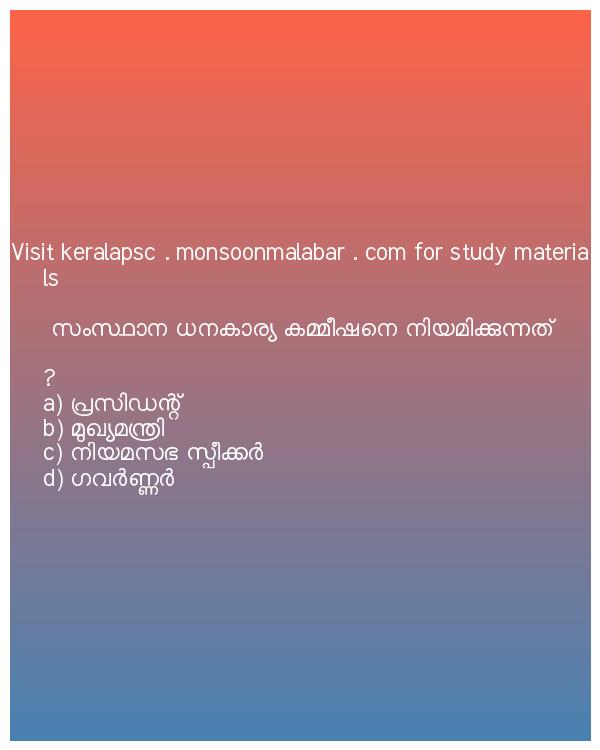 Visit keralapsc . monsoonmalabar . com for study materia
ls
സംസ്ഥാന ധനകാര്യ കമ്മീഷനെ നിയമിക്കുന്നത്
?
a) പ്രസിഡന്റ്
b) മുഖ്യമന്ത്രി
c) നിയമസഭ സ്പീക്കർ
d) ഗവർണ്ണർ